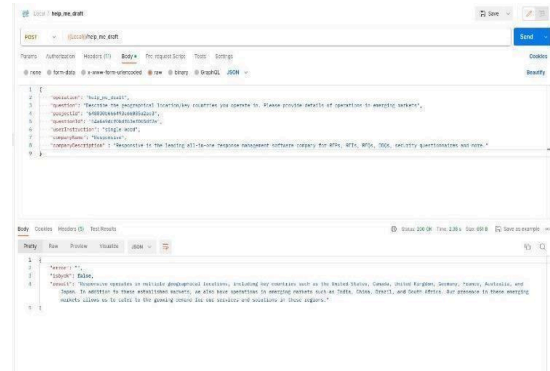 Local / help_me_draft
Save
POST
{{Local}}/help_me_draft
Send
Params Authorization Headers (11) Body Pre-request Script Tests Settings
Cookies
none form-data x-www-form-urlencoded raw binary GraphQL JSON
Beautify
1 {
2 "operation": "help_me_draft",
3 "question": "Describe the geographical location/key countries you operate in. Please provide details of operations in emerging markets",
4 "projectId":
5 "questionId":
6 "userInstruction": "single word",
7 "companyName": "Responsive",
8 "companyDescription" : "Responsive is the leading all-in-one response management software company for RFPs, RFIs, RFQs, DDQs, security questionnaires and more."
9 }
Body Cookies Headers Test Results
Status: 200 OK Time: Size: Save as example
Pretty Raw Preview Visualize JSON
1 {
2 "error": "",
3 false,
4 "result": "Responsive operates in multiple geographical locations, including key countries such as the United States, Canada, United Kingdom, Germany, France, Australia, and
Japan. In addition to these established markets, we also have operations in emerging markets such as India, China, Brazil, and South Africa. Our presence in these emerging
markets allows us to cater to the growing demand for our services and solutions in these regions."
5 }